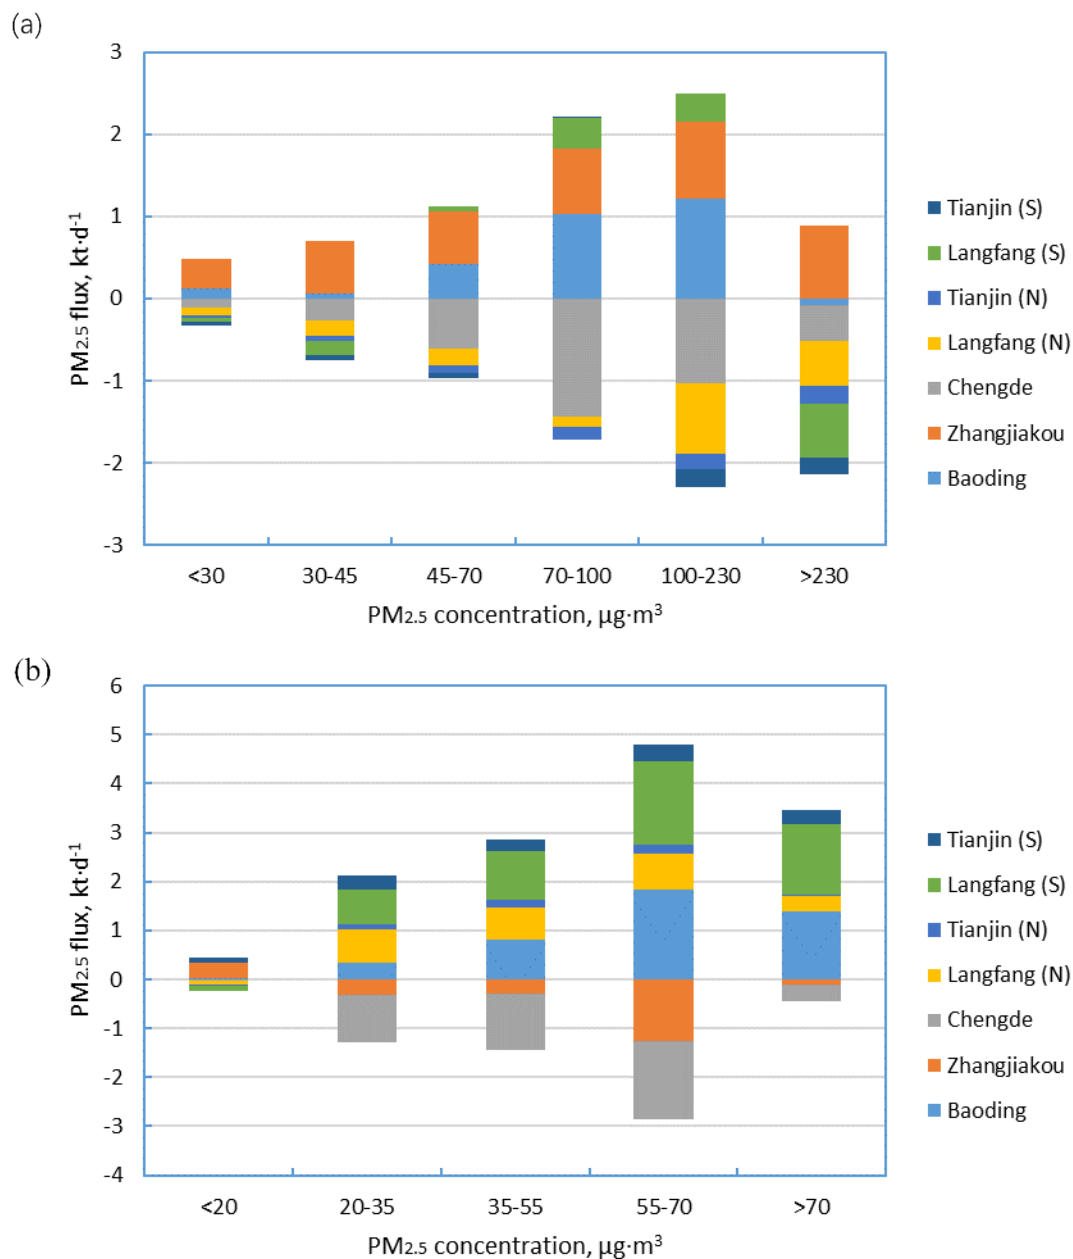 (a)
3
2
1
0
-1
-2
-3
PM2.5 flux, kt·d-1
<30 30-45 45-70 70-100 100-230 >230
PM2.5 concentration, μg·m3
Tianjin (S)
Langfang (S)
Tianjin (N)
Langfang (N)
Chengde
Zhangjiakou
Baoding
(b)
6
5
4
3
2
1
0
-1
-2
-3
-4
PM2.5 flux, kt·d-1
<20 20-35 35-55 55-70 >70
PM2.5 concentration, μg·m3
Tianjin (S)
Langfang (S)
Tianjin (N)
Langfang (N)
Chengde
Zhangjiakou
Baoding